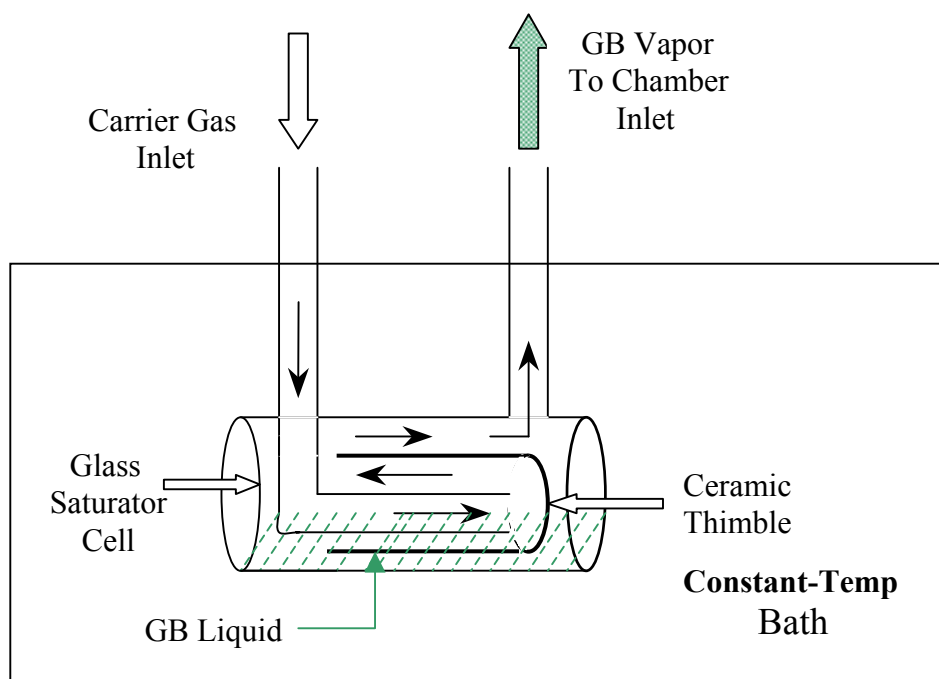 Carrier Gas
Inlet
GB Vapor
To Chamber
Inlet
Glass
Saturator
Cell
Ceramic
Thimble
GB Liquid
Constant-Temp
Bath